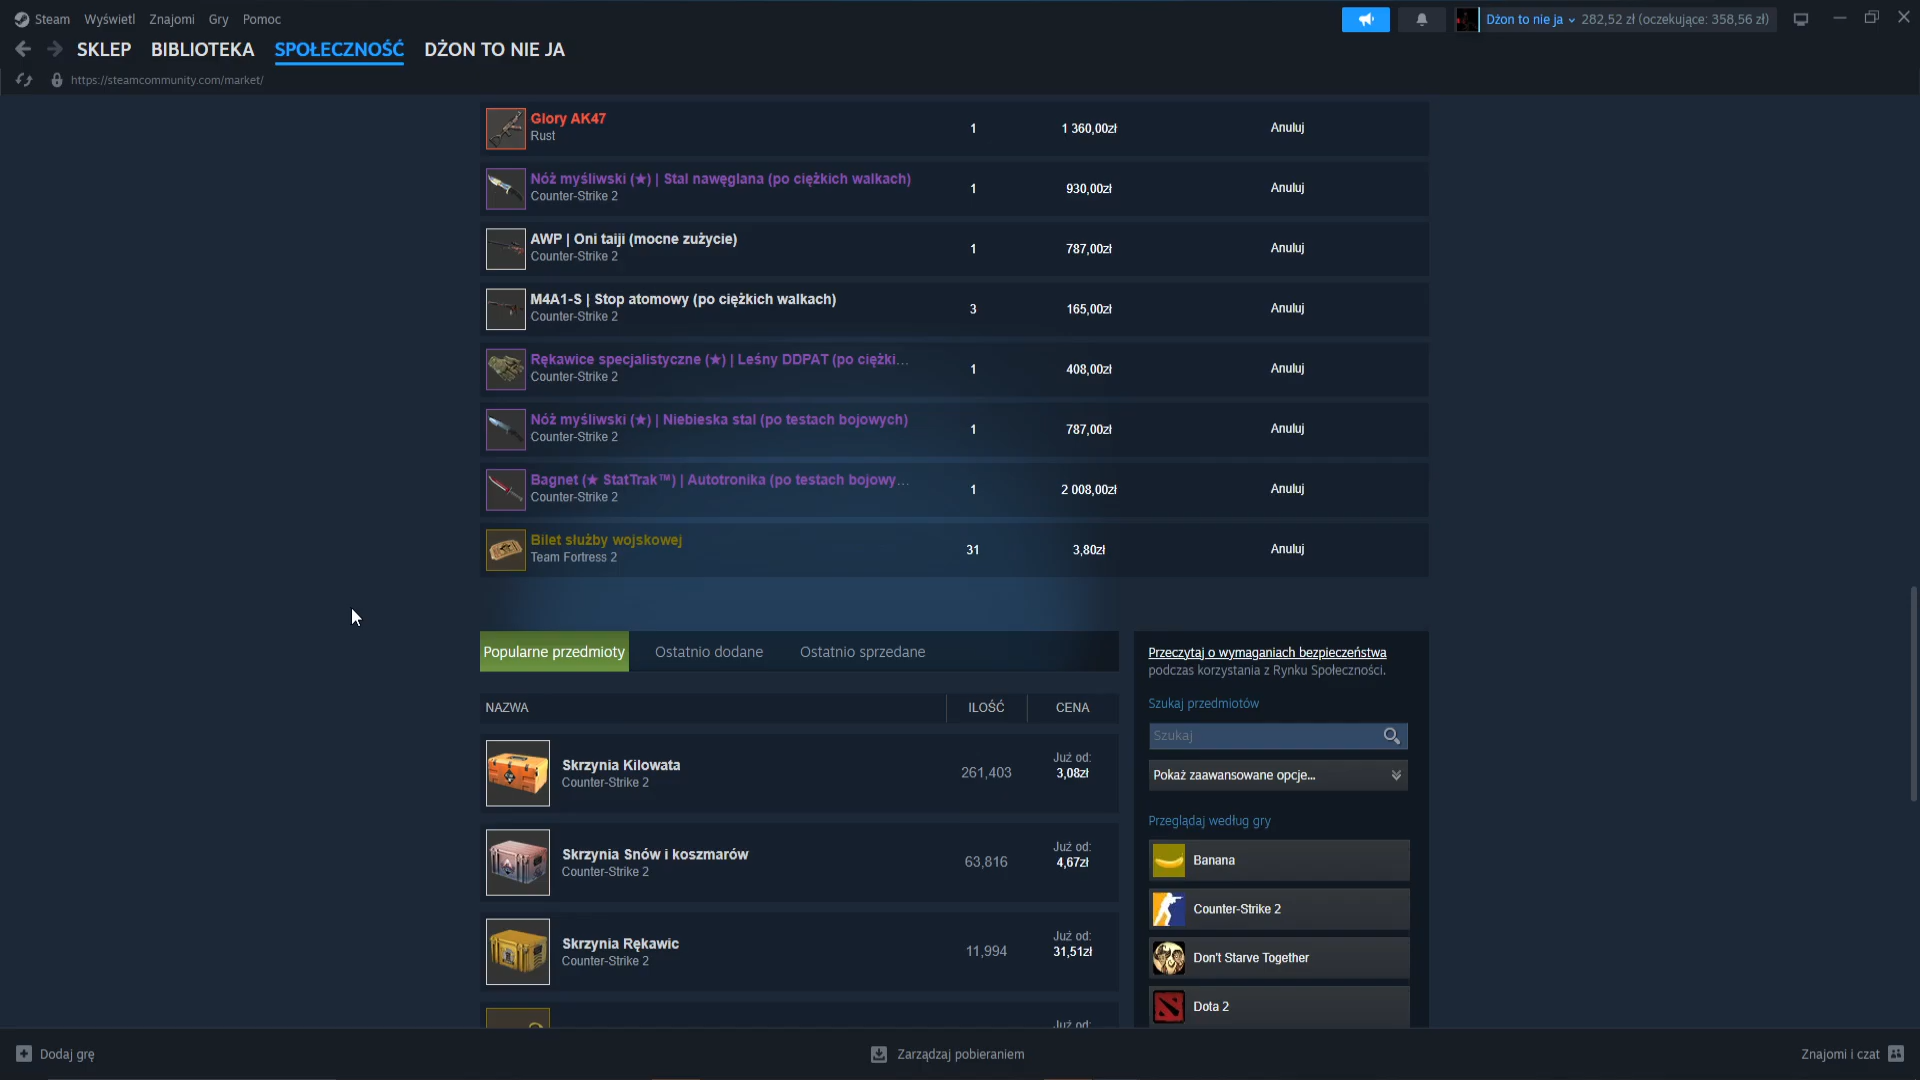 Steam Wyświetl Znajomi Gry Pomoc
Dżon to nie ja 282,52 zł (oczekujące: 358,56 zł)
SKLEP BIBLIOTEKA SPOŁECZNOŚĆ DŻON TO NIE JA
https://steamcommunity.com/market/
Glory AK47
Rust
1 1 360,00zł Anuluj
Nóż myśliwski (★) | Stal nawęglana (po ciężkich walkach)
Counter-Strike 2
1 930,00zł Anuluj
AWP | Oni taiji (mocne zużycie)
Counter-Strike 2
1 787,00zł Anuluj
M4A1-S | Stop atomowy (po ciężkich walkach)
Counter-Strike 2
3 165,00zł Anuluj
Rękawice specjalistyczne (★) | Leśny DDPAT (po ciężki...
Counter-Strike 2
1 408,00zł Anuluj
Nóż myśliwski (★) | Niebieska stal (po testach bojowych)
Counter-Strike 2
1 787,00zł Anuluj
Bagnet (★ StatTrak™) | Autotronika (po testach bojowy...
Counter-Strike 2
1 2 008,00zł Anuluj
Bilet służby wojskowej
Team Fortress 2
31 3,80zł Anuluj
Popularne przedmioty Ostatnio dodane Ostatnio sprzedane
NAZWA ILOŚĆ CENA
Skrzynia Kilowata
Counter-Strike 2
261,403
Już od:
3,08zł
Skrzynia Snów i koszmarów
Counter-Strike 2
63,816
Już od:
4,67zł
Skrzynia Rękawic
Counter-Strike 2
11,994
Już od:
31,51zł
Już od:
Przeczytaj o wymaganiach bezpieczeństwa
podczas korzystania z Rynku Społeczności.
Szukaj przedmiotów
Szukaj
Pokaż zaawansowane opcje...
Przeglądaj według gry
Banana
Counter-Strike 2
Don't Starve Together
Dota 2
Dodaj grę Zarządzaj pobieraniem Znajomi i czat